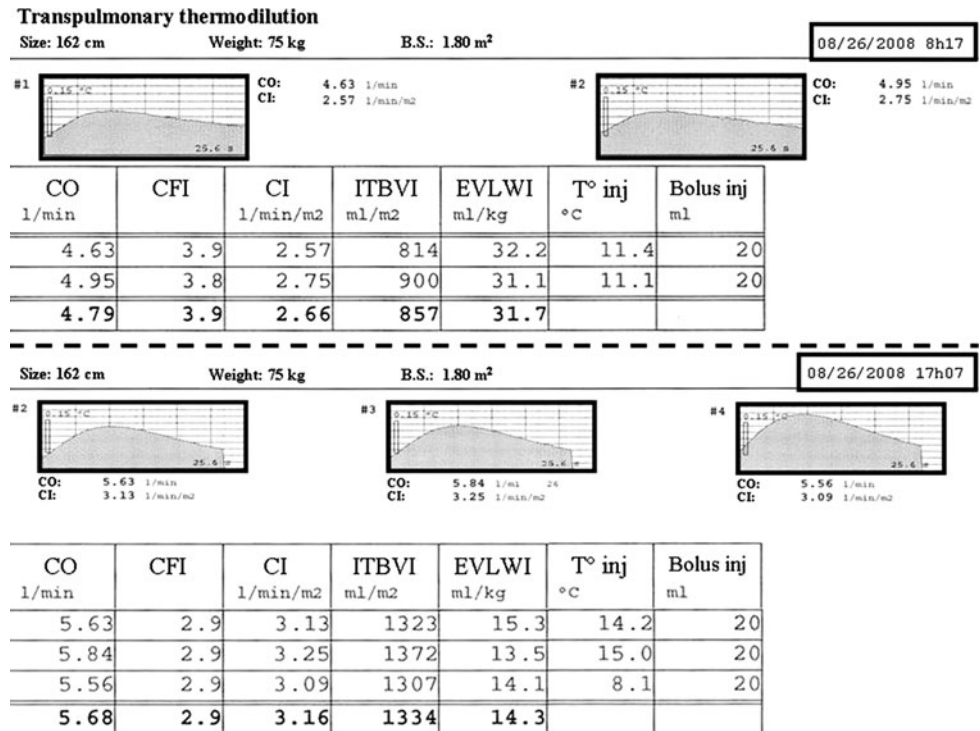 Transpulmonary thermodilution
Size: 162 cm Weight: 75 kg B.S.: 1.80 m² 08/26/2008 8h17
#1 0.15 °C 25.6 s CO: 4.63 l/min
CI: 2.57 l/min/m2
#2 0.15 °C 25.6 s CO: 4.95 l/min
CI: 2.75 l/min/m2
CO CFI CI ITBVI EVLWI T° inj Bolus inj
l/min l/min/m2 ml/m2 ml/kg °C ml
4.63 3.9 2.57 814 32.2 11.4 20
4.95 3.8 2.75 900 31.1 11.1 20
4.79 3.9 2.66 857 31.7
Size: 162 cm Weight: 75 kg B.S.: 1.80 m² 08/26/2008 17h07
#2 0.15 °C 25.6 s
CO: 5.63 l/min
CI: 3.13 l/min/m2
#3 0.15 °C 25.6 s
CO: 5.84 l/mi 26
CI: 3.25 l/min/m2
#4 0.15 °C 25.6 s
CO: 5.56 l/min
CI: 3.09 l/min/m2
CO CFI CI ITBVI EVLWI T° inj Bolus inj
l/min l/min/m2 ml/m2 ml/kg °C ml
5.63 2.9 3.13 1323 15.3 14.2 20
5.84 2.9 3.25 1372 13.5 15.0 20
5.56 2.9 3.09 1307 14.1 8.1 20
5.68 2.9 3.16 1334 14.3